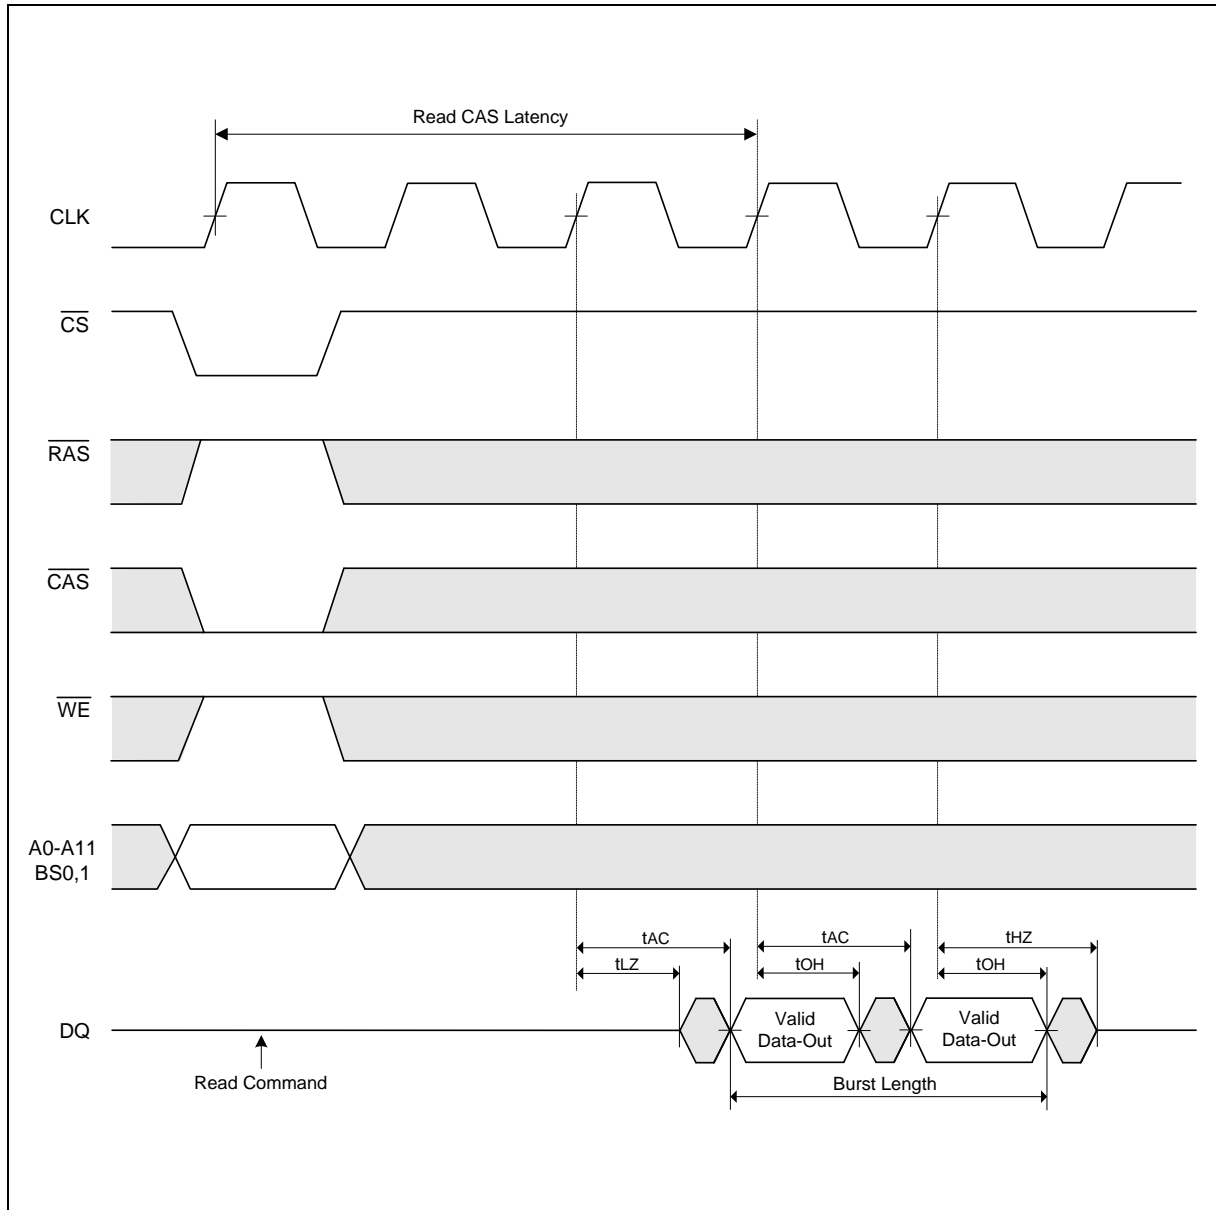 Read CAS Latency
CLK
CS
RAS
CAS
WE
A0-A11
BS0,1
tAC
tAC
tHZ
tLZ
tOH
tOH
DQ
Valid
Data-Out
Valid
Data-Out
Read Command
Burst Length